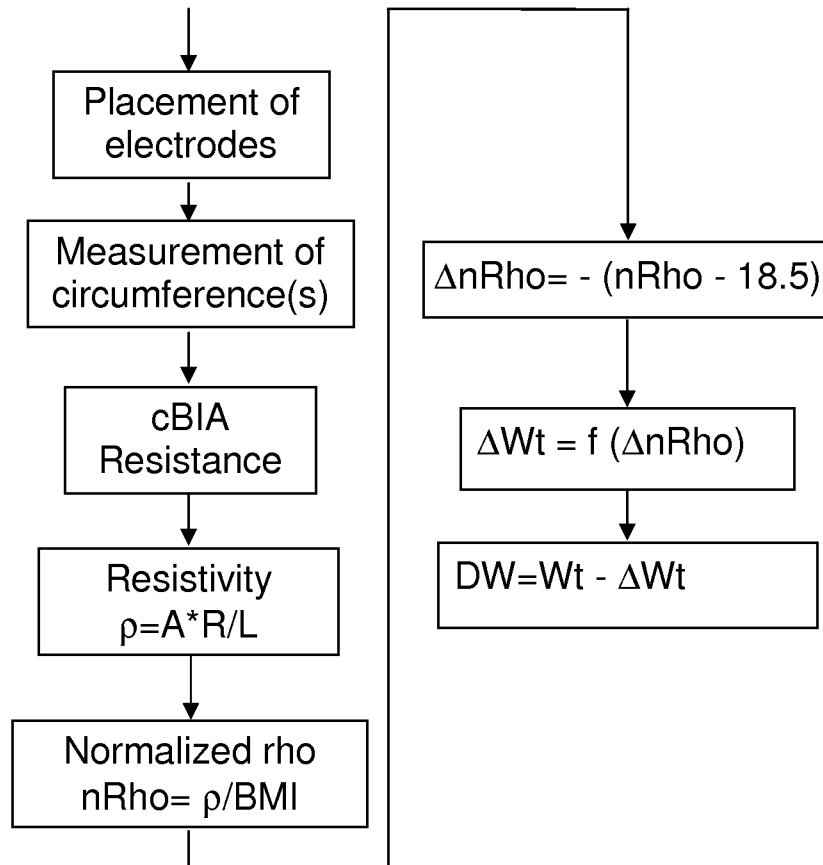 Placement of
electrodes
Measurement of
circumference(s)
cBIA
Resistance
Resistivity
ρ=A*R/L
Normalized rho
nRho= ρ/BMI
ΔnRho= - (nRho - 18.5)
ΔWt = f (ΔnRho)
DW=Wt - ΔWt